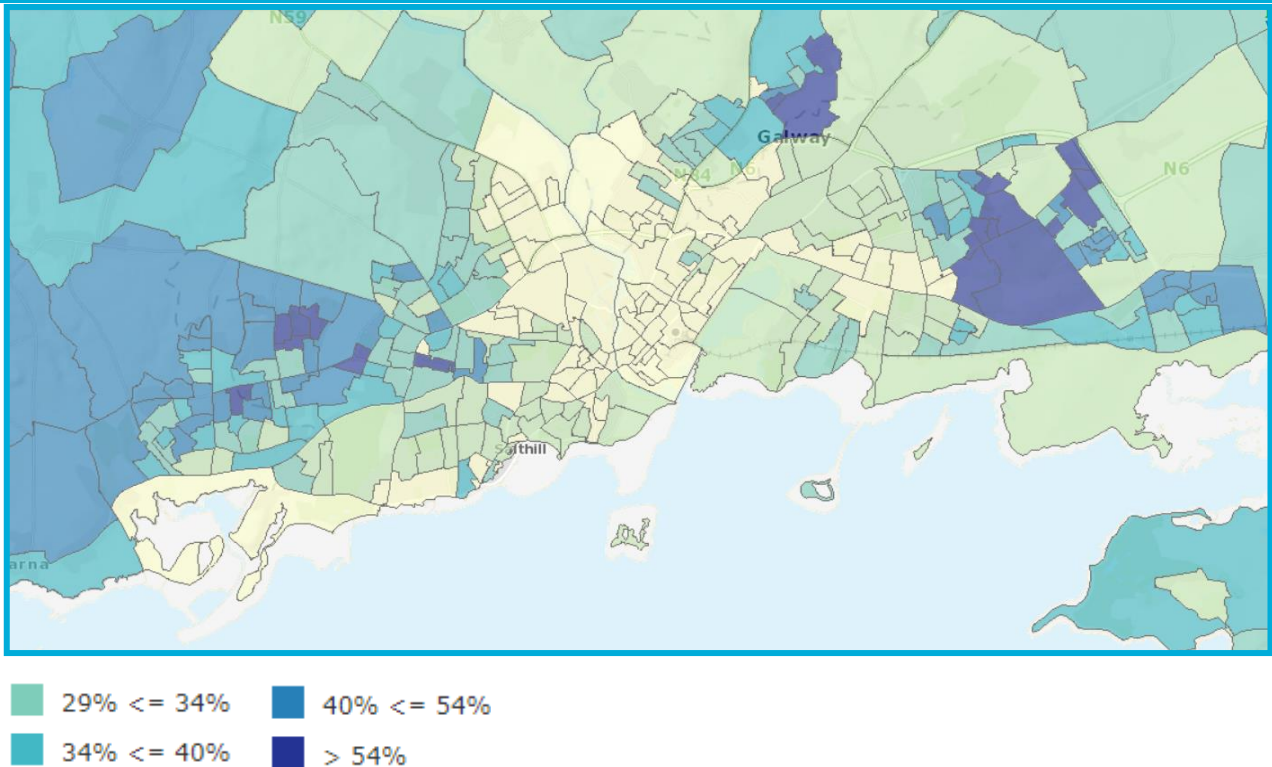 N59
Galway
N84
N6
N6
Salthill
arna
29% <= 34%
40% <= 54%
34% <= 40%
> 54%